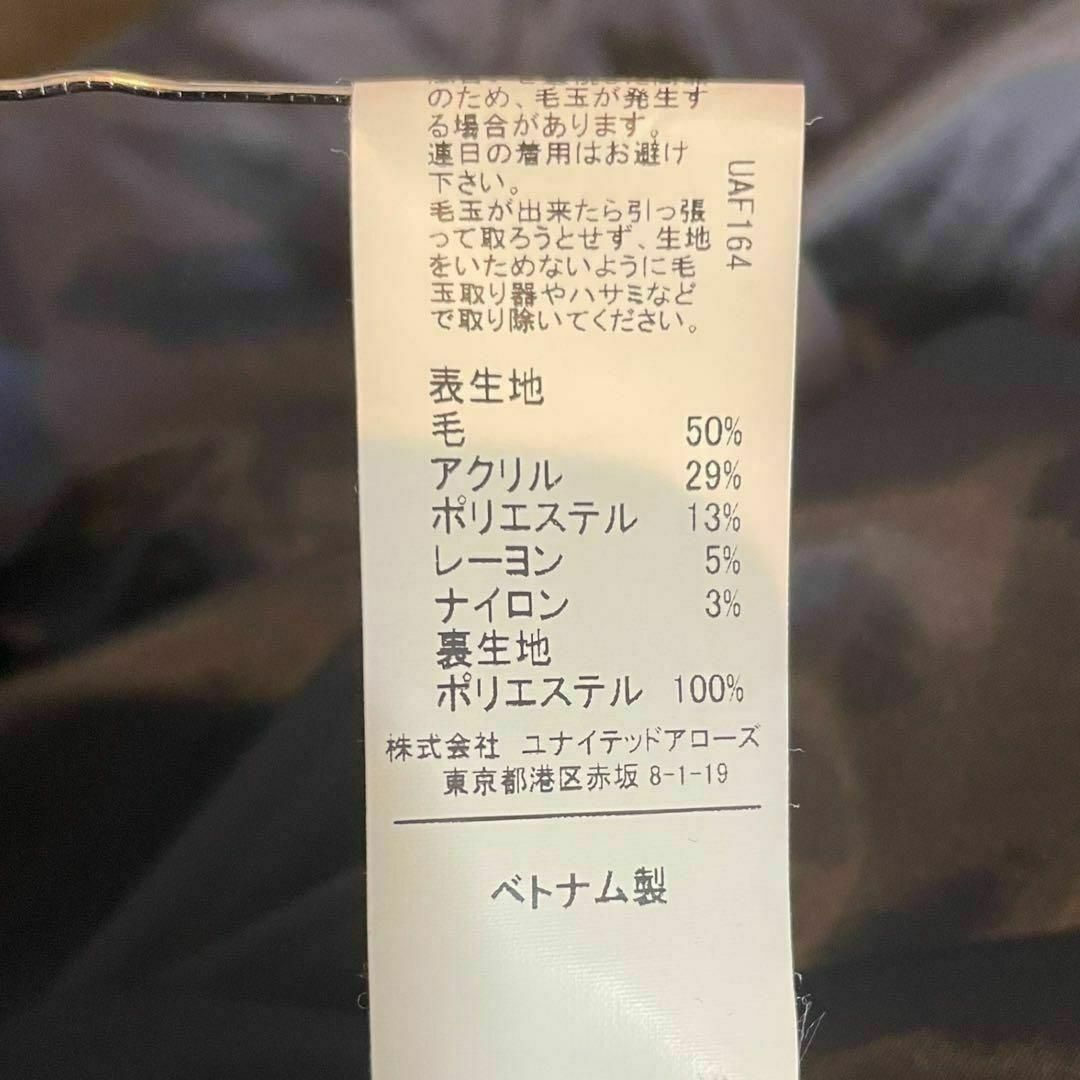 のため、毛玉が発生す
る場合があります。
連日の着用はお避け
下さい。
毛玉が出来たら引っ張
って取ろうとせず、生地
をいためないように毛
玉取り器やハサミなど
で取り除いてください。
UAF164
表生地
毛 50%
アクリル 29%
ポリエステル 13%
レーヨン 5%
ナイロン 3%
裏生地
ポリエステル 100%
株式会社 ユナイテッドアローズ
東京都港区赤坂 8-1-19
ベトナム製